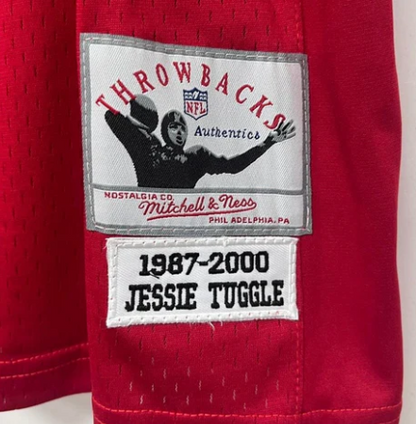 THROWBACKS
NFL
Authentics
NOSTALGIA CO.
Mitchell & Ness
PHILADELPHIA, PA
1987-2000
JESSIE TUGGLE